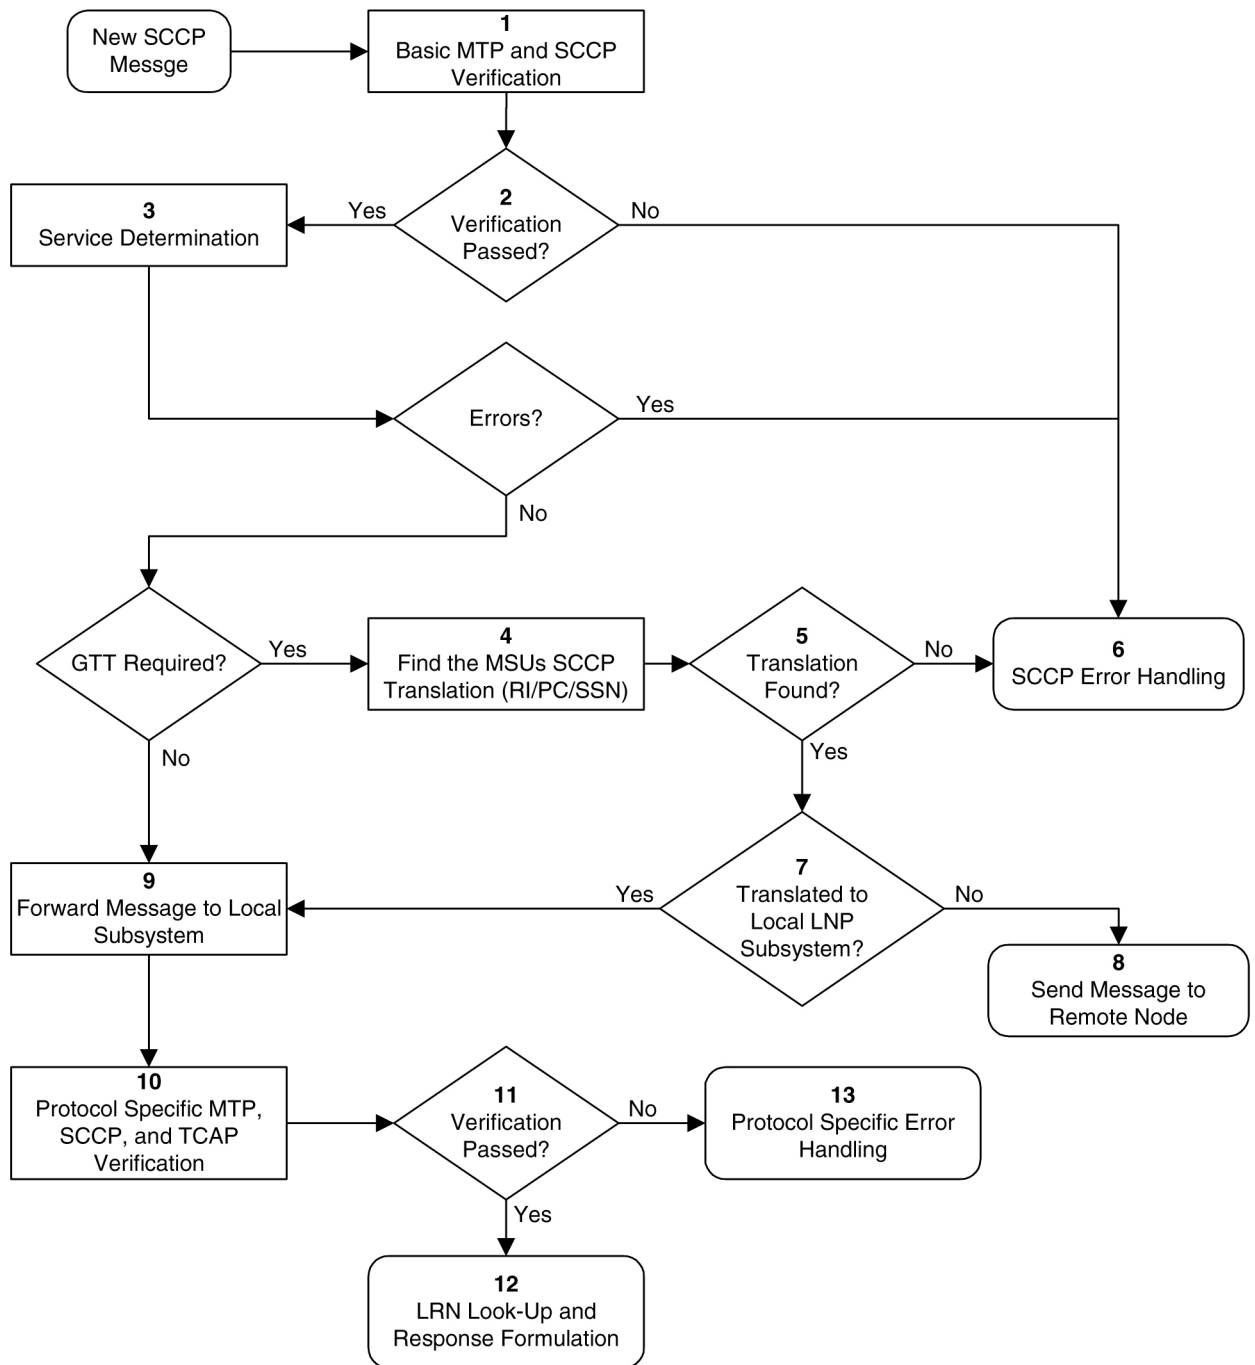 New SCCP
Messge
1
Basic MTP and SCCP
Verification
2
Verification
Passed?
Yes
No
3
Service Determination
Errors?
Yes
No
GTT Required?
Yes
No
4
Find the MSUs SCCP
Translation (RI/PC/SSN)
5
Translation
Found?
No
Yes
6
SCCP Error Handling
7
Translated to
Local LNP
Subsystem?
Yes
No
8
Send Message to
Remote Node
9
Forward Message to Local
Subsystem
10
Protocol Specific MTP,
SCCP, and TCAP
Verification
11
Verification
Passed?
No
Yes
13
Protocol Specific Error
Handling
12
LRN Look-Up and
Response Formulation